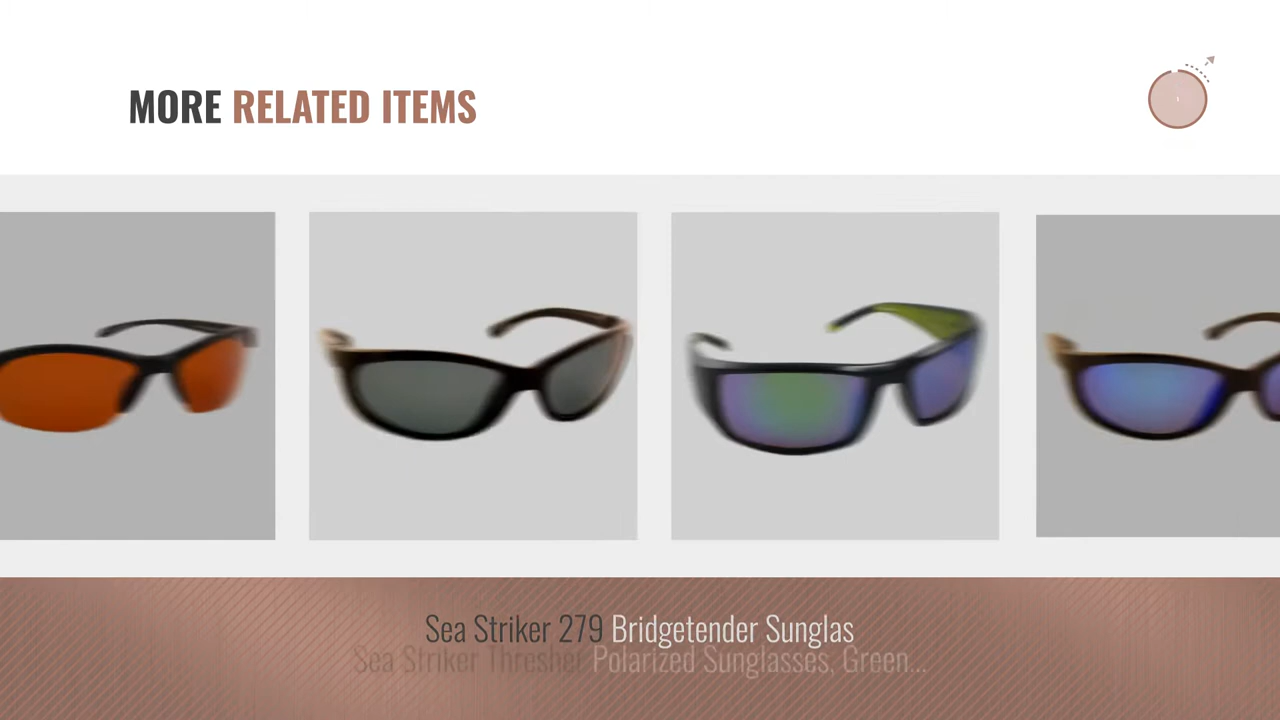 MORE RELATED ITEMS
Sea Striker 279 Bridgetender Sunglas
Sea Striker Thresher Polarized Sunglasses, Green...